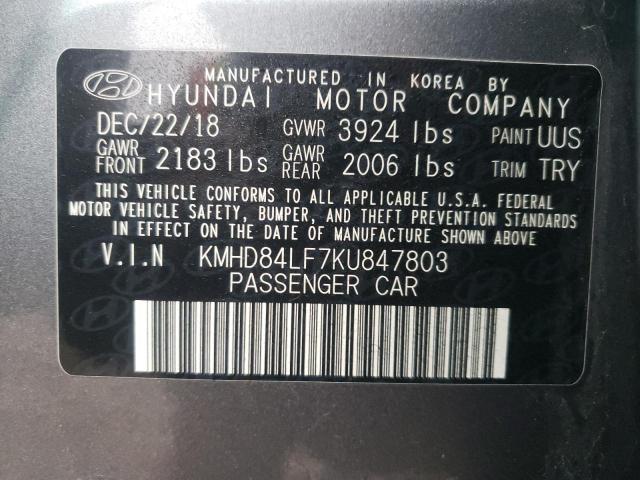 MANUFACTURED IN KOREA BY
HYUNDAI MOTOR COMPANY
DEC/22/18 GVWR 3924 lbs PAINT UUS
GAWR FRONT 2183 lbs GAWR REAR 2006 lbs TRIM TRY
THIS VEHICLE CONFORMS TO ALL APPLICABLE U.S.A. FEDERAL
MOTOR VEHICLE SAFETY, BUMPER, AND THEFT PREVENTION STANDARDS
IN EFFECT ON THE DATE OF MANUFACTURE SHOWN ABOVE
V.I.N KMHD84LF7KU847803
PASSENGER CAR